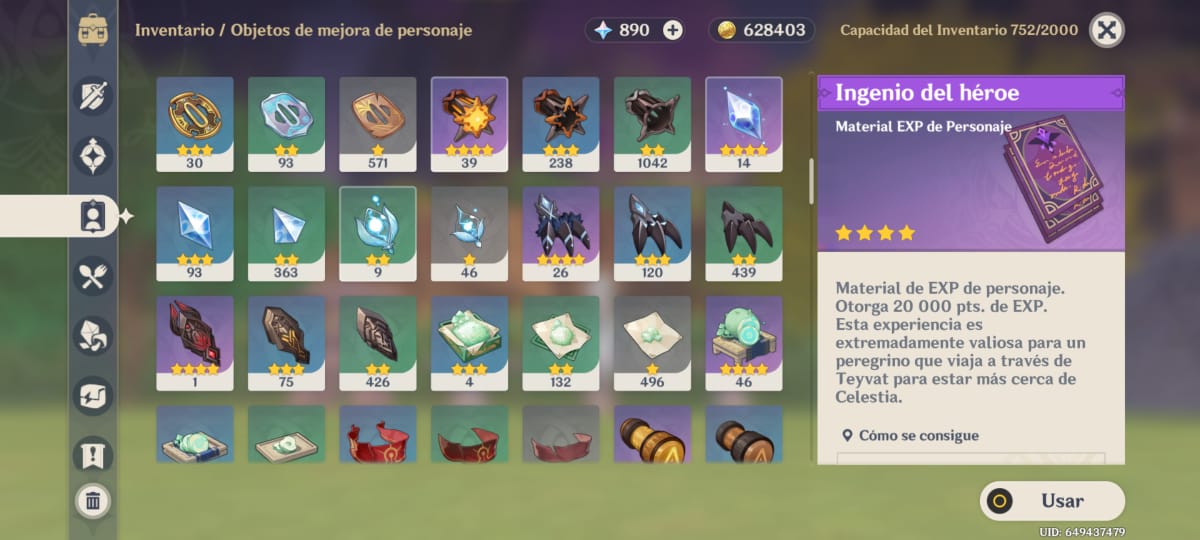 Inventario / Objetos de mejora de personaje
890
628403
Capacidad del Inventario 752/2000
30
93
571
39
238
1042
14
93
363
9
46
26
120
439
1
75
426
4
132
496
46
Ingenio del héroe
Material EXP de Personaje
Material de EXP de personaje.
Otorga 20 000 pts. de EXP.
Esta experiencia es
extremadamente valiosa para un
peregrino que viaja a través de
Teyvat para estar más cerca de
Celestia.
Cómo se consigue
Usar
UID: 649437479